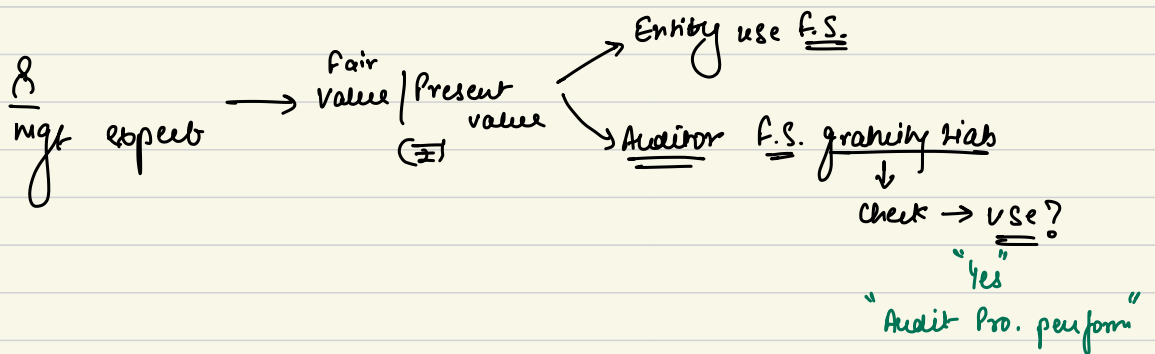 Entity use F.S.
Fair
Value | Present
value
mgt expert
(₹)
Auditor F.S. gratuity Liab
Check → use?
"Yes"
"Audit Pro. perform"